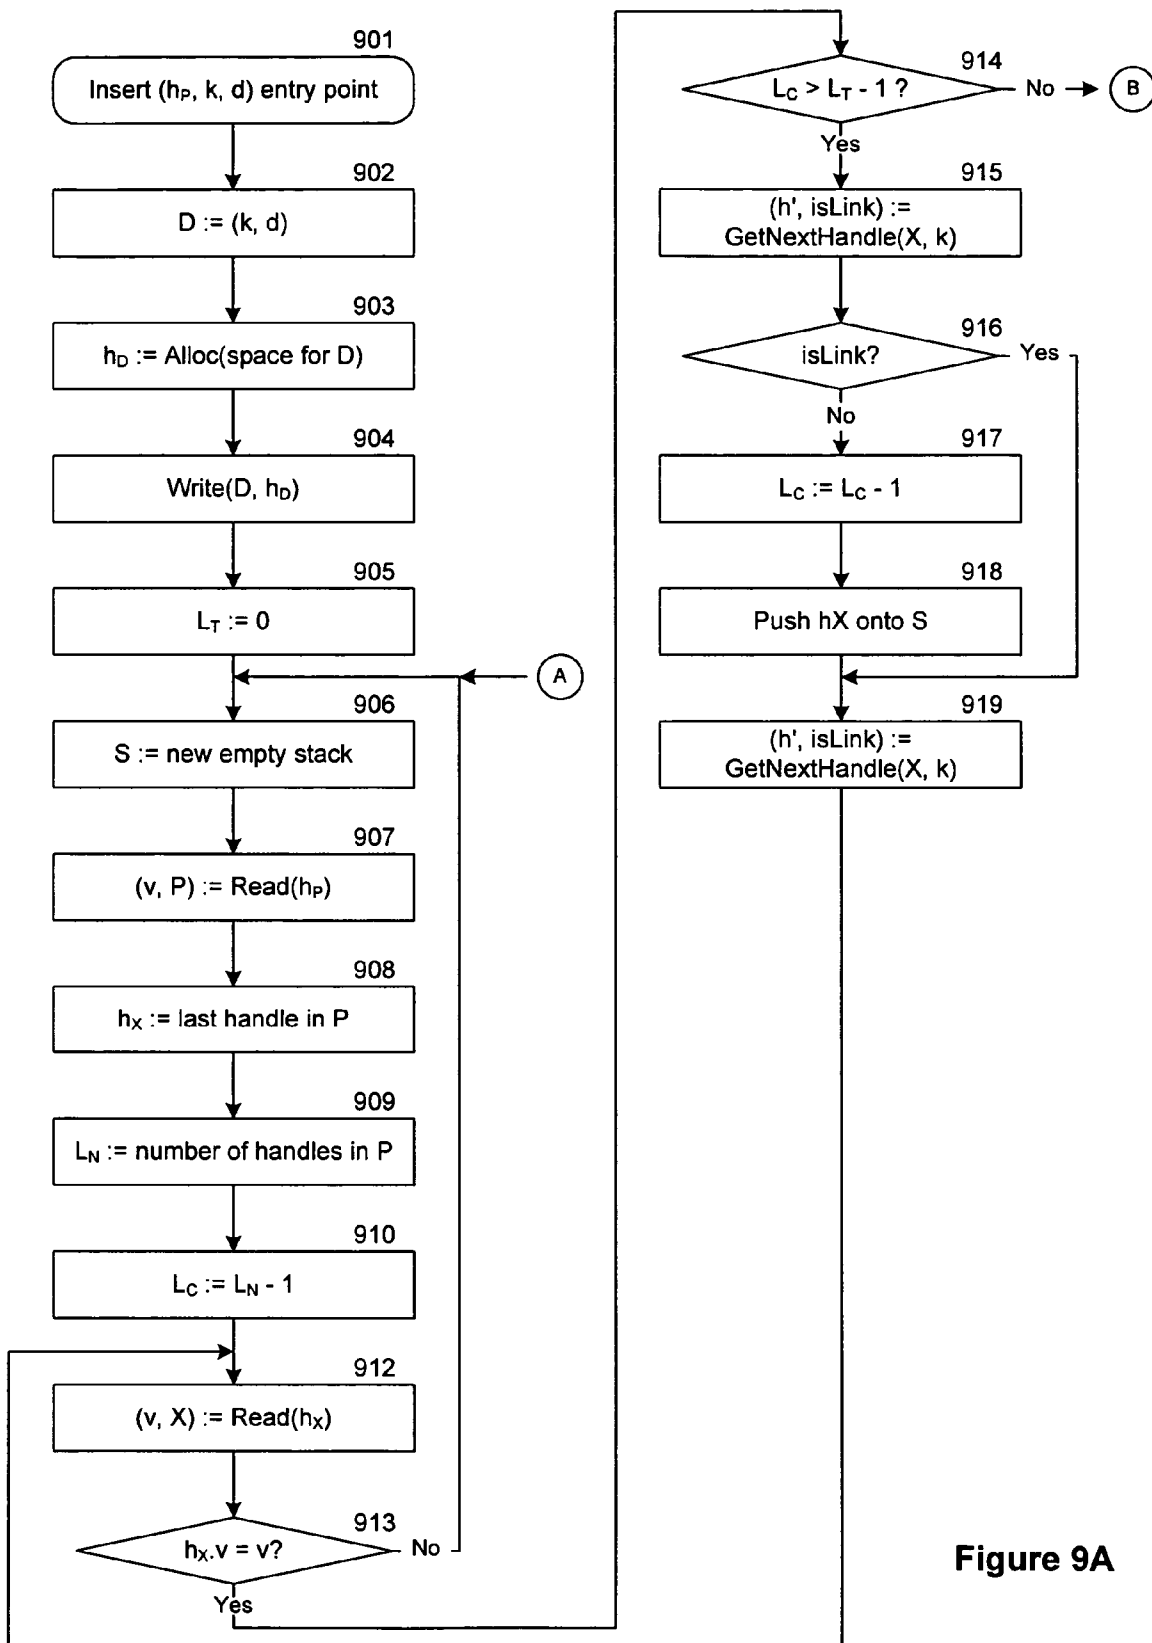 901
Insert (hP, k, d) entry point
902
D := (k, d)
903
hD := Alloc(space for D)
904
Write(D, hD)
905
LT := 0
A
906
S := new empty stack
907
(v, P) := Read(hP)
908
hX := last handle in P
909
LN := number of handles in P
910
LC := LN - 1
912
(v, X) := Read(hX)
913
hX.v = v?
No
Yes
914
LC > LT - 1 ?
No
B
Yes
915
(h', isLink) :=
GetNextHandle(X, k)
916
isLink?
Yes
No
917
LC := LC - 1
918
Push hX onto S
919
(h', isLink) :=
GetNextHandle(X, k)
Figure 9A